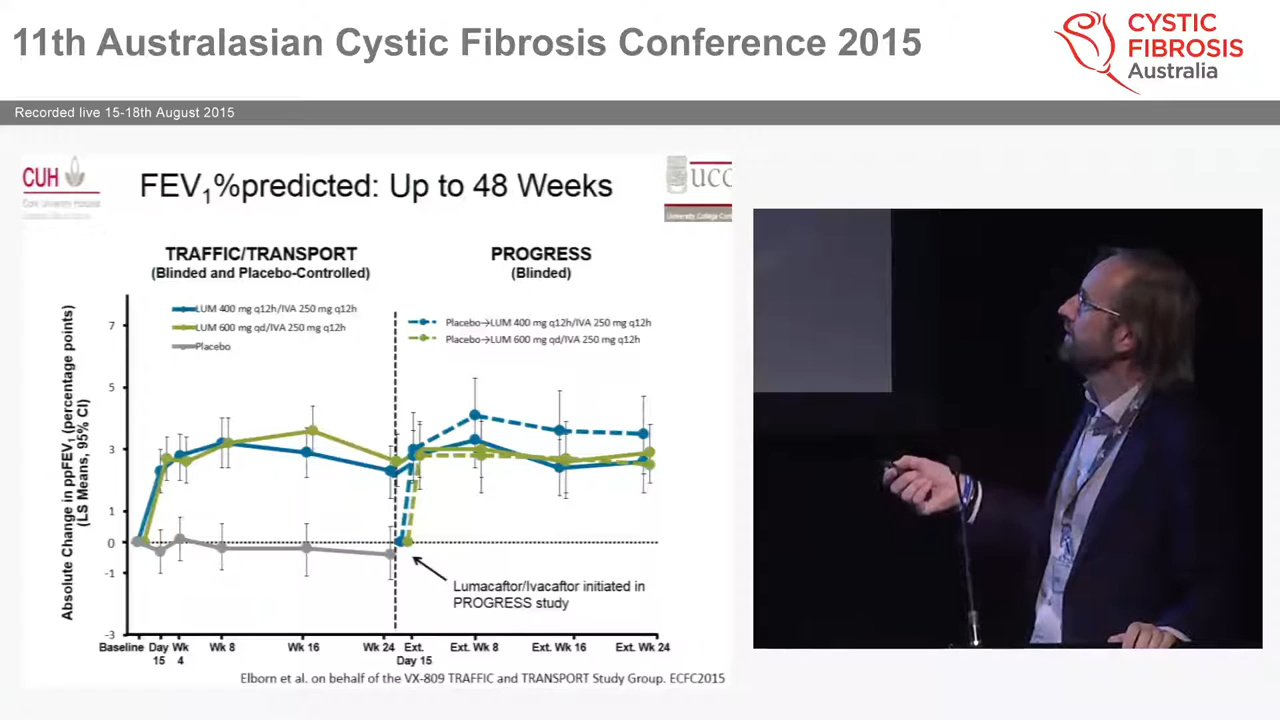 11th Australasian Cystic Fibrosis Conference 2015
CYSTIC
FIBROSIS
Australia
Recorded live 15-18th August 2015
CUH
ucc
FEV1%predicted: Up to 48 Weeks
TRAFFIC/TRANSPORT
(Blinded and Placebo-Controlled)
PROGRESS
(Blinded)
LUM 400 mg q12h/IVA 250 mg q12h
LUM 600 mg qd/IVA 250 mg q12h
Placebo
Placebo→LUM 400 mg q12h/IVA 250 mg q12h
Placebo→LUM 600 mg qd/IVA 250 mg q12h
Absolute Change in ppFEV1 (percentage points)
(LS Means, 95% CI)
7
5
3
1
0
-1
-3
Lumacaftor/Ivacaftor initiated in
PROGRESS study
Baseline Day 15 Wk 4 Wk 8 Wk 16 Wk 24 Ext. Day 15 Ext. Wk 8 Ext. Wk 16 Ext. Wk 24
Elborn et al. on behalf of the VX-809 TRAFFIC and TRANSPORT Study Group. ECFC2015